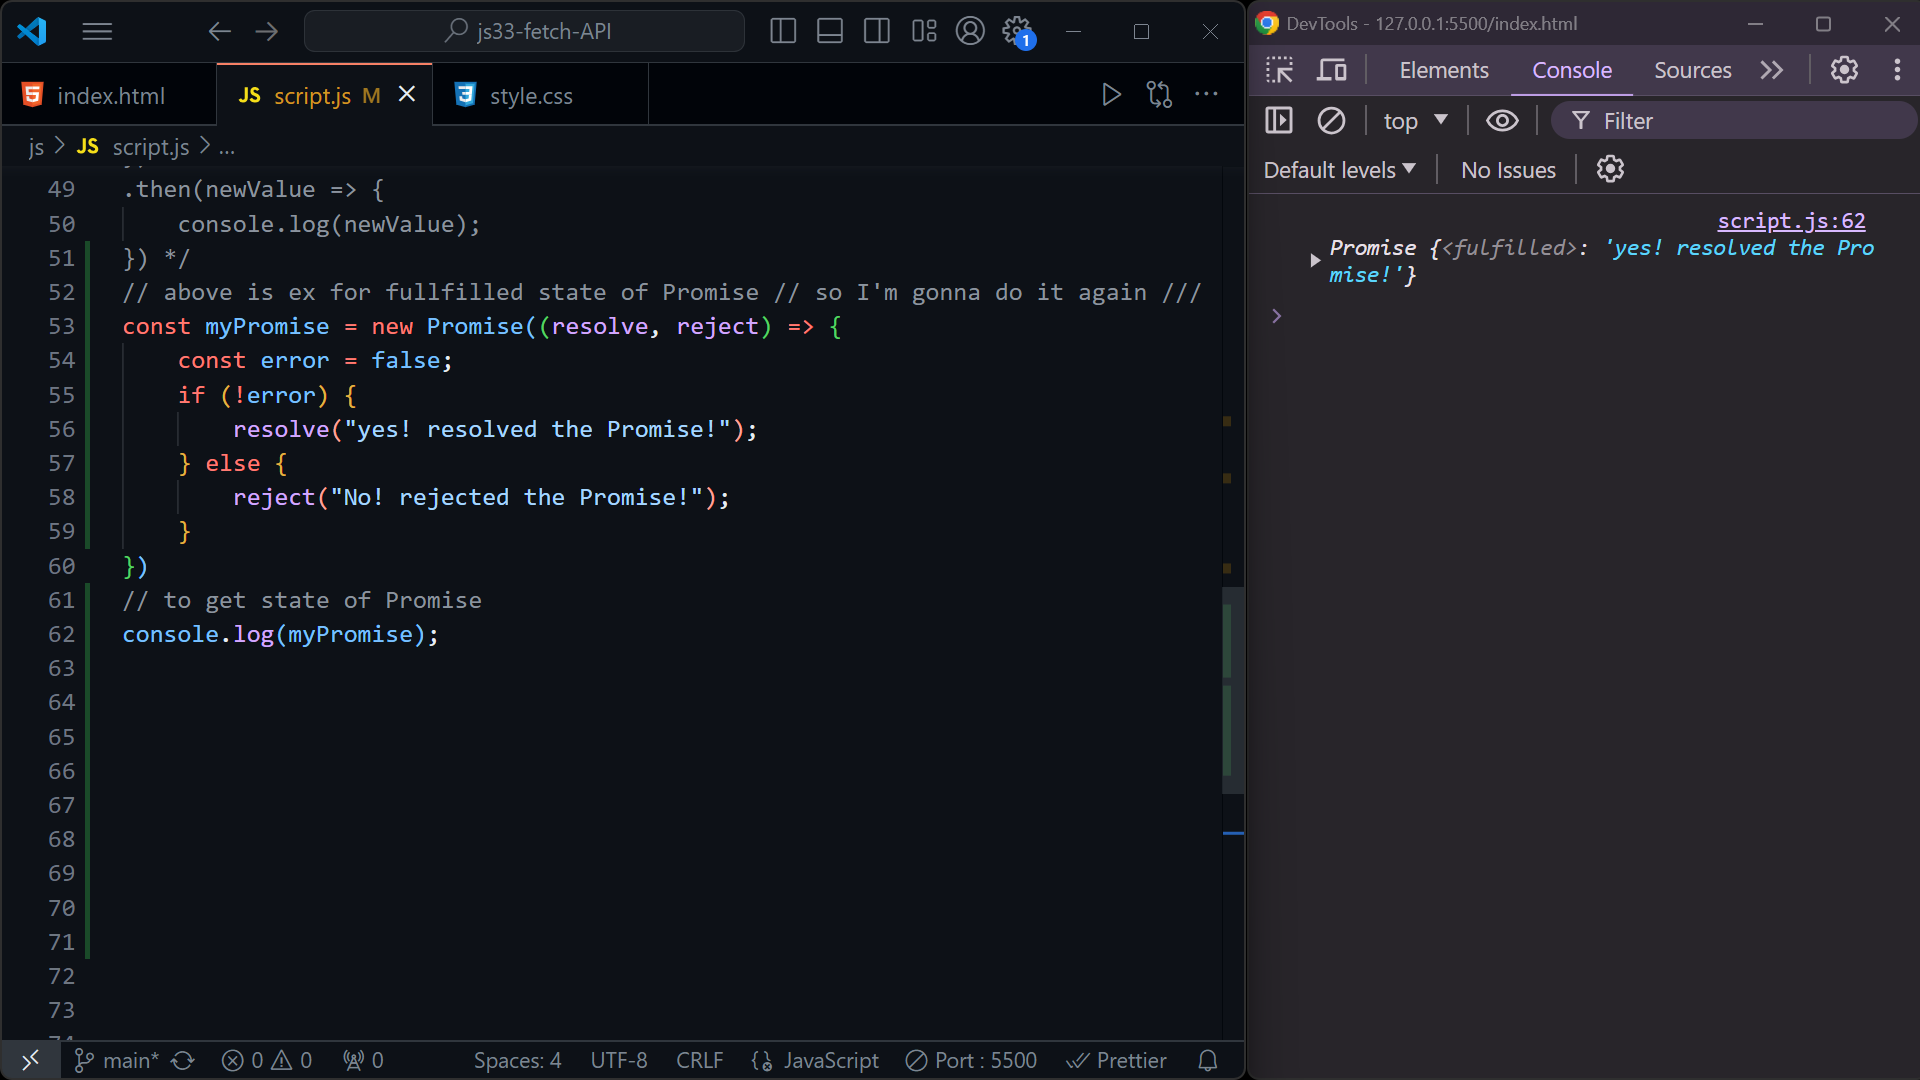 js33-fetch-API
1
index.html
JS script.js M
style.css
js > JS script.js > ...
49 .then(newValue => {
50 console.log(newValue);
51 }) */
52 // above is ex for fullfilled state of Promise // so I'm gonna do it again ///
53 const myPromise = new Promise((resolve, reject) => {
54 const error = false;
55 if (!error) {
56 resolve("yes! resolved the Promise!");
57 } else {
58 reject("No! rejected the Promise!");
59 }
60 })
61 // to get state of Promise
62 console.log(myPromise);
63
64
65
66
67
68
69
70
71
72
73
main* 0 0 0 Spaces: 4 UTF-8 CRLF JavaScript Port : 5500 Prettier
DevTools - 127.0.0.1:5500/index.html
Elements Console Sources
top Filter
Default levels No Issues
script.js:62
Promise {<fulfilled>: 'yes! resolved the Pro
mise!'}